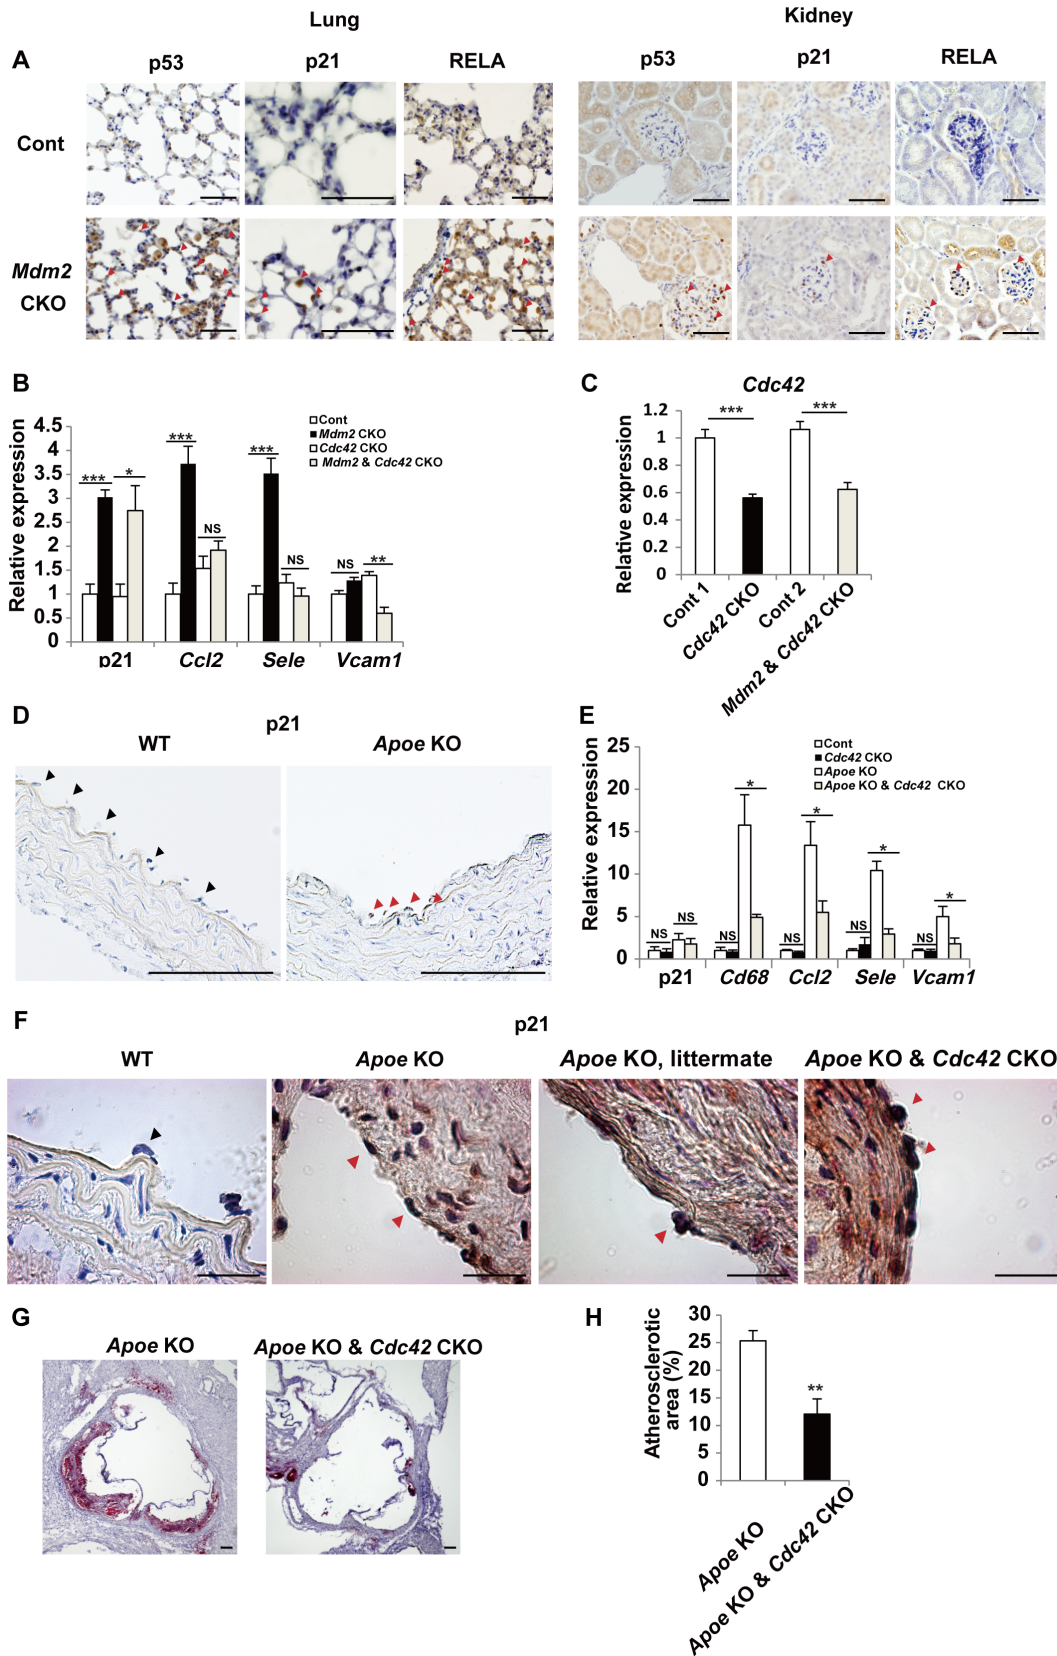 Lung
Kidney
A
p53
p21
RELA
p53
p21
RELA
Cont
Mdm2
CKO
B
Relative expression
4.5
4
3.5
3
2.5
2
1.5
1
0.5
0
Cont
Mdm2 CKO
Cdc42 CKO
Mdm2 & Cdc42 CKO
***
*
***
NS
***
NS
NS
**
p21
Ccl2
Sele
Vcam1
C
Cdc42
Relative expression
1.2
1
0.8
0.6
0.4
0.2
0
***
***
Cont 1
Cdc42 CKO
Cont 2
Mdm2 & Cdc42 CKO
D
p21
WT
Apoe KO
E
Relative expression
25
20
15
10
5
0
Cont
Cdc42 CKO
Apoe KO
Apoe KO & Cdc42 CKO
NS
NS
NS
*
NS
*
NS
*
NS
*
p21
Cd68
Ccl2
Sele
Vcam1
F
p21
WT
Apoe KO
Apoe KO, littermate
Apoe KO & Cdc42 CKO
G
Apoe KO
Apoe KO & Cdc42 CKO
H
Atherosclerotic
area (%)
30
25
20
15
10
5
0
**
Apoe KO
Apoe KO & Cdc42 CKO